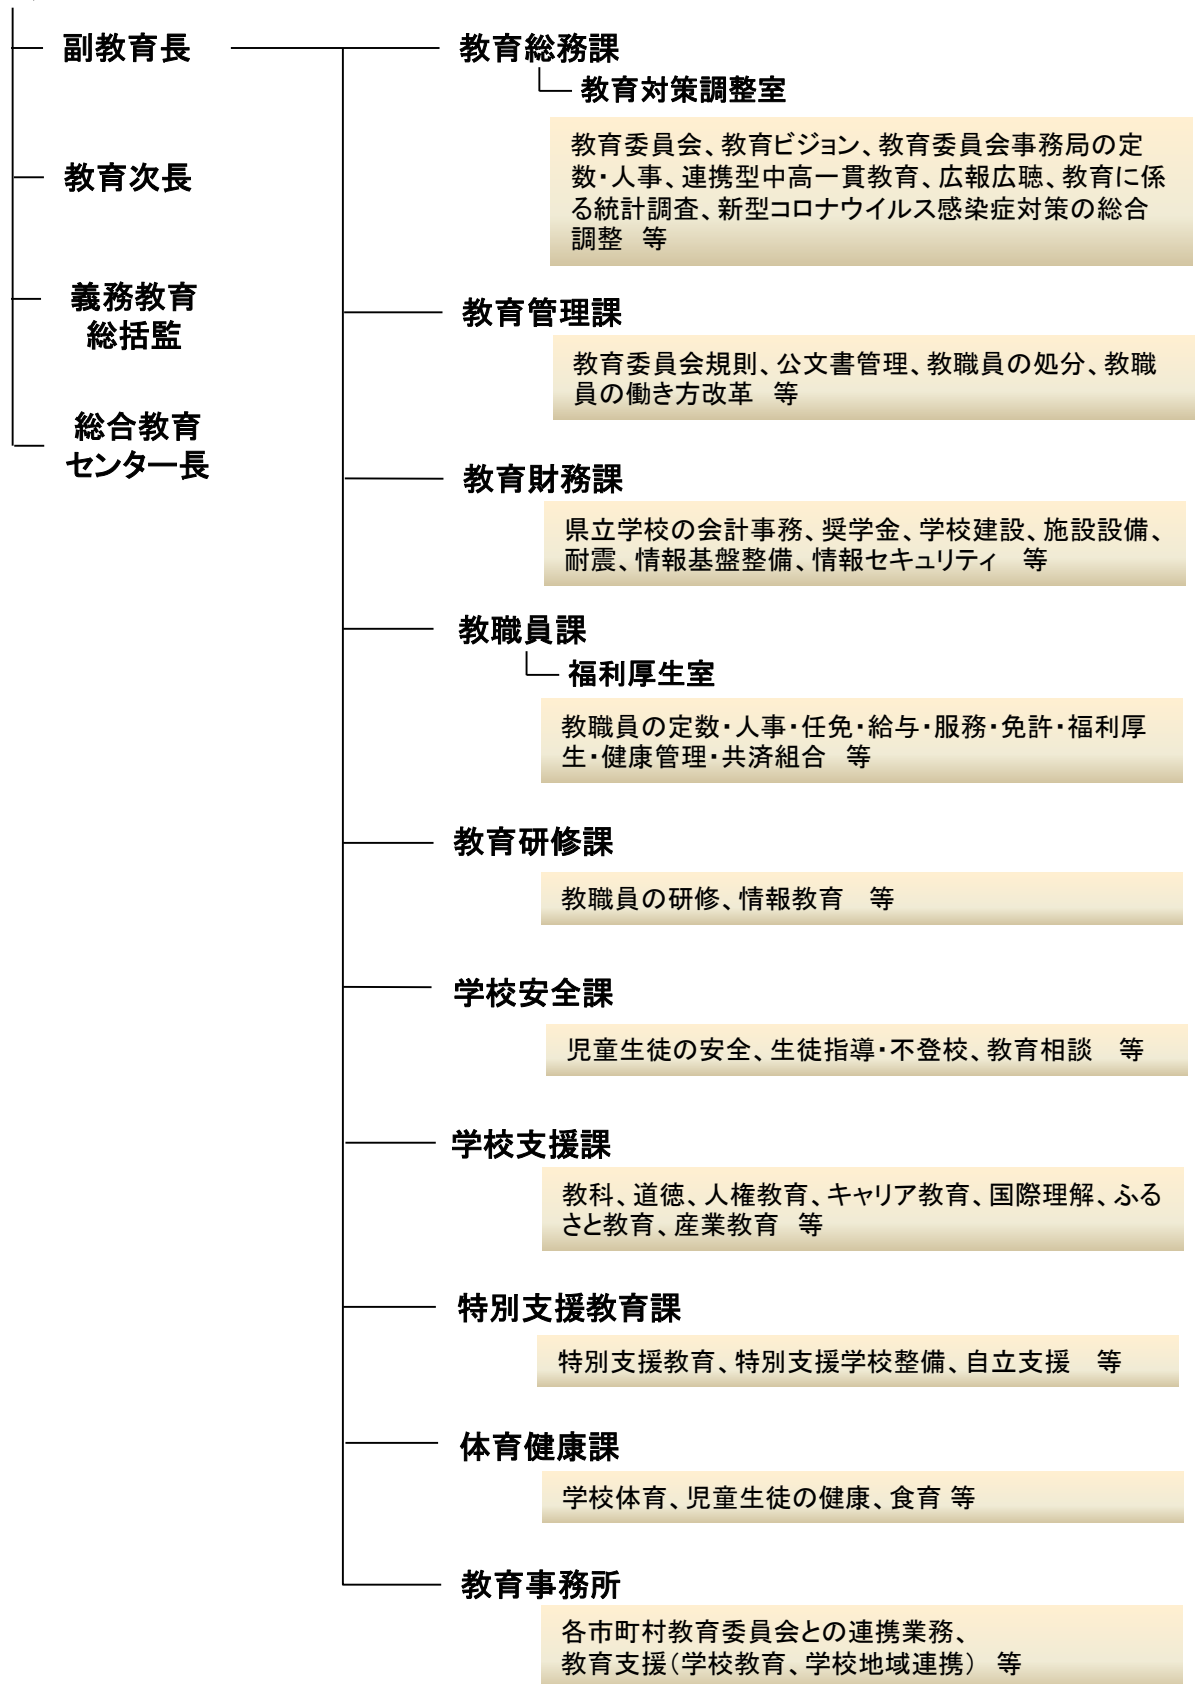 副教育長
教育次長
義務教育
総括監
総合教育
センター長
教育総務課
教育対策調整室
教育委員会、教育ビジョン、教育委員会事務局の定
数・人事、連携型中高一貫教育、広報広聴、教育に係
る統計調査、新型コロナウイルス感染症対策の総合
調整　等
教育管理課
教育委員会規則、公文書管理、教職員の処分、教職
員の働き方改革　等
教育財務課
県立学校の会計事務、奨学金、学校建設、施設設備、
耐震、情報基盤整備、情報セキュリティ　等
教職員課
福利厚生室
教職員の定数・人事・任免・給与・服務・免許・福利厚
生・健康管理・共済組合　等
教育研修課
教職員の研修、情報教育　等
学校安全課
児童生徒の安全、生徒指導・不登校、教育相談　等
学校支援課
教科、道徳、人権教育、キャリア教育、国際理解、ふる
さと教育、産業教育　等
特別支援教育課
特別支援教育、特別支援学校整備、自立支援　等
体育健康課
学校体育、児童生徒の健康、食育 等
教育事務所
各市町村教育委員会との連携業務、
教育支援（学校教育、学校地域連携）　等